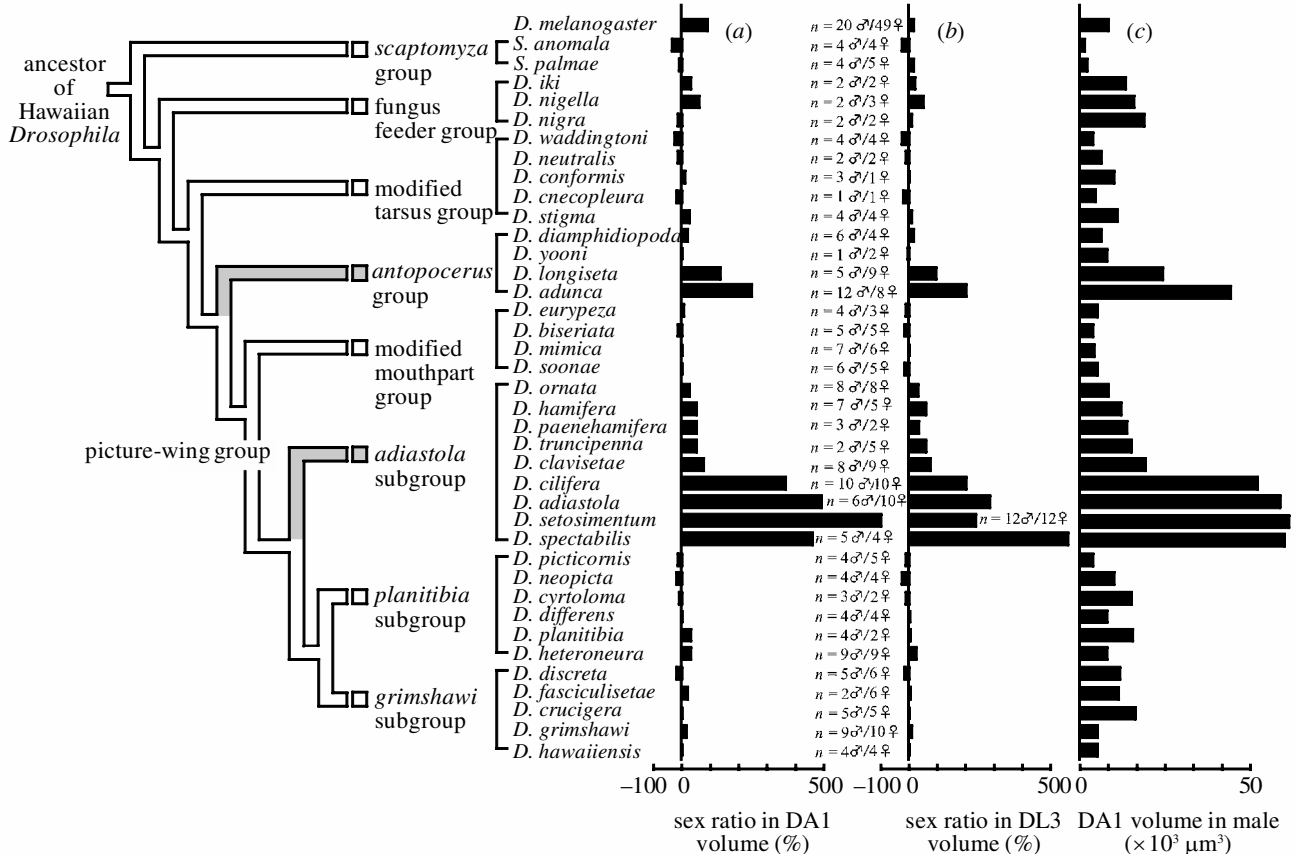 ancestor
of
Hawaiian
Drosophila
scaptomyza
group
fungus
feeder group
modified
tarsus group
antopocerus
group
modified
mouthpart
group
picture-wing group
adiastola
subgroup
planitibia
subgroup
grimshawi
subgroup
(a) (b) (c)
D. melanogaster n = 20 ♂/49♀
S. anomala n = 4 ♂/4♀
S. palmae n = 4 ♂/5♀
D. iki n = 2 ♂/2♀
D. nigella n = 2 ♂/3♀
D. nigra n = 2 ♂/2♀
D. waddingtoni n = 4 ♂/4♀
D. neutralis n = 2 ♂/2♀
D. conformis n = 3 ♂/1♀
D. cnecopleura n = 1 ♂/1♀
D. stigma n = 4 ♂/4♀
D. diamphidiopoda n = 6 ♂/4♀
D. yooni n = 1 ♂/2♀
D. longiseta n = 5 ♂/9♀
D. adunca n = 12 ♂/8♀
D. eurypeza n = 4 ♂/3♀
D. biseriata n = 5 ♂/5♀
D. mimica n = 7 ♂/6♀
D. soonae n = 6 ♂/5♀
D. ornata n = 8 ♂/8♀
D. hamifera n = 7 ♂/5♀
D. paenehamifera n = 3 ♂/2♀
D. truncipenna n = 2 ♂/5♀
D. clavisetae n = 8 ♂/9♀
D. cilifera n = 10 ♂/10♀
D. adiastola n = 6♂/10♀
D. setosimentum n = 12♂/12♀
D. spectabilis n = 5♂/4♀
D. picticornis n = 4♂/5♀
D. neopicta n = 4♂/4♀
D. cyrtoloma n = 3♂/2♀
D. differens n = 4♂/4♀
D. planitibia n = 4♂/2♀
D. heteroneura n = 9♂/9♀
D. discreta n = 5♂/6♀
D. fasciculisetae n = 2♂/6♀
D. crucigera n = 5♂/5♀
D. grimshawi n = 9♂/10♀
D. hawaiiensis n = 4♂/4♀
–100 0 500 –100 0 500 0 50
sex ratio in DA1
volume (%)
sex ratio in DL3
volume (%)
DA1 volume in male
(×10³ μm³)